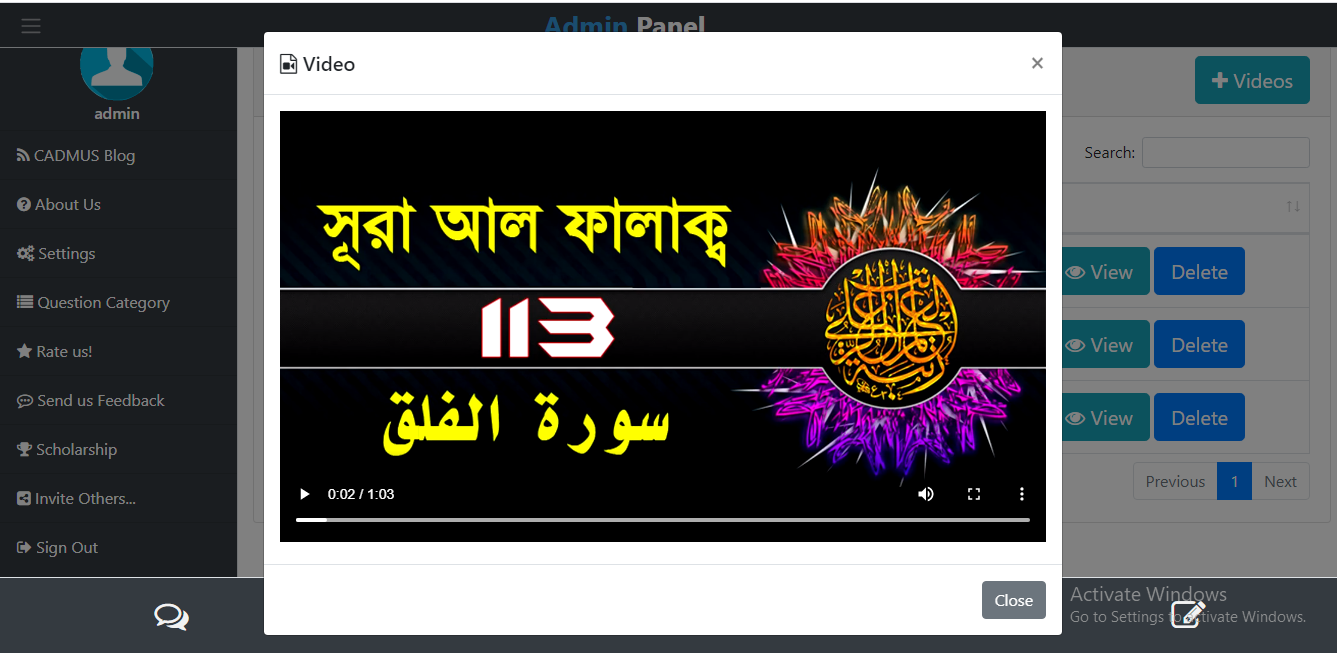 Admin Panel
Video
×
admin
CADMUS Blog
About Us
Settings
Question Category
Rate us!
Send us Feedback
Scholarship
Invite Others...
Sign Out
Videos
Search:
View Delete
View Delete
View Delete
Previous 1 Next
সূরা আল ফালাক্ব
113
سورة الفلق
0:02 / 1:03
Close
Activate Windows
Go to Settings to activate Windows.